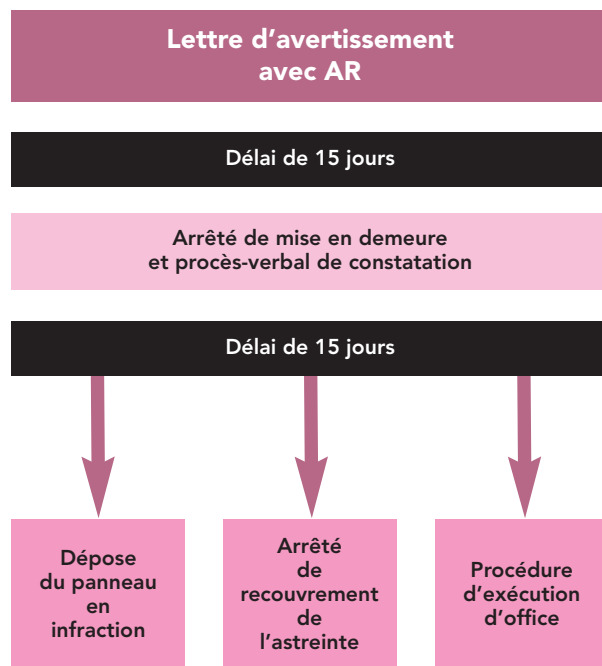 Lettre d’avertissement
avec AR
Délai de 15 jours
Arrêté de mise en demeure
et procès-verbal de constatation
Délai de 15 jours
Dépose
du panneau
en
infraction
Arrêté
de
recouvrement
de
l’astreinte
Procédure
d’exécution
d’office